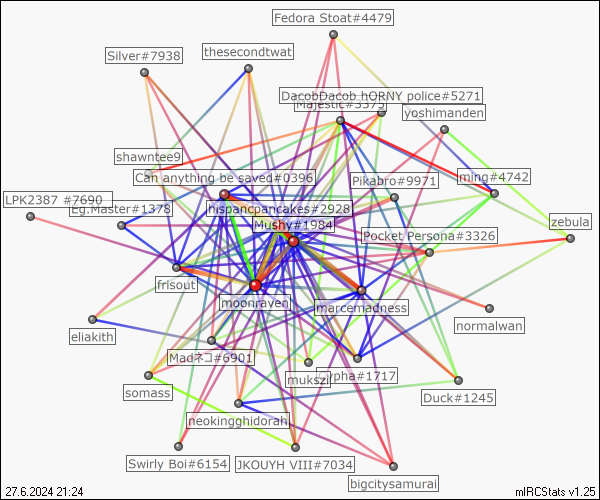 Fedora Stoat#4479
Silver#7938
thesecondtwat
DacobDacob hORNY police#5271
Majestic#3375
yoshimanden
shawntee9
Can anything be saved#0396
Pikabro#9971
ming#4742
LPK2387 #7690
Eg.Master#1378
hispancpancakes#2928
Mushy#1984
zebula
Pocket Persona#3326
frisout
moonraven
marcemadness
normalwan
eliakith
Madネコ#6901
mukszi
#1717
somass
Duck#1245
neokingghidorah
Swirly Boi#6154
JKOUYH VIII#7034
bigcitysamurai
27.6.2024 21:24
mIRCStats v1.25